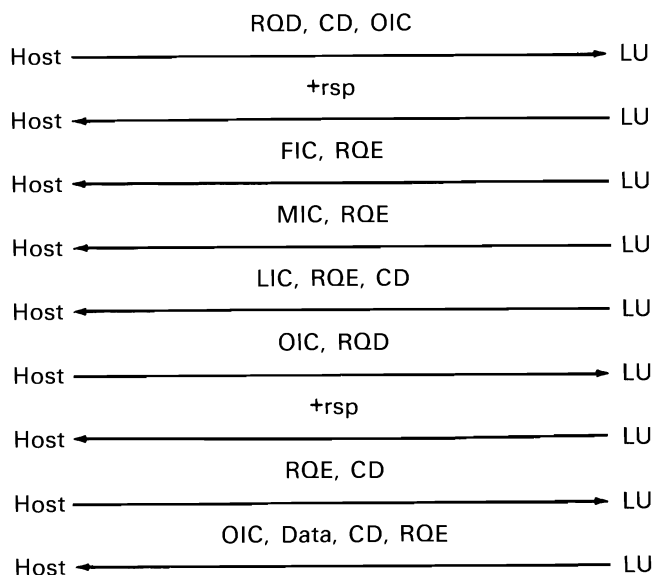 RQD, CD, OIC
Host LU
+rsp
Host LU
FIC, RQE
Host LU
MIC, RQE
Host LU
LIC, RQE, CD
Host LU
OIC, RQD
Host LU
+rsp
Host LU
RQE, CD
Host LU
OIC, Data, CD, RQE
Host LU